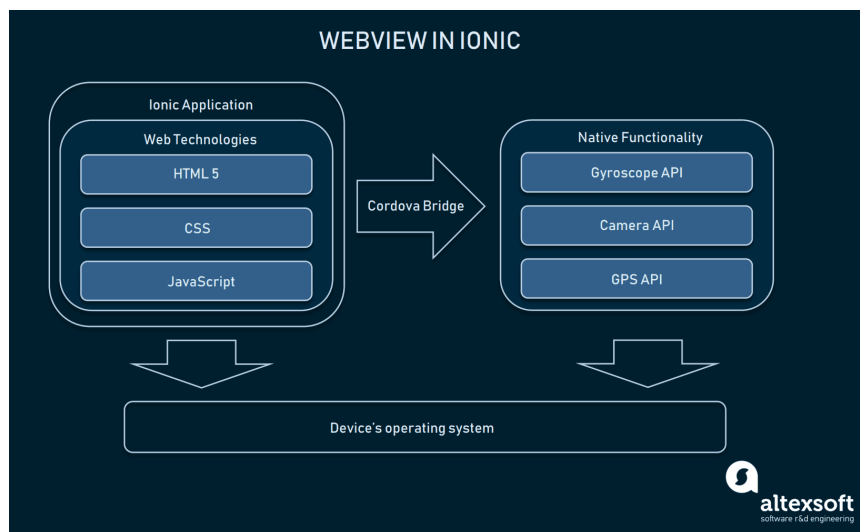 WEBVIEW IN IONIC
Ionic Application
Web Technologies
HTML 5
CSS
JavaScript
Cordova Bridge
Native Functionality
Gyroscope API
Camera API
GPS API
Device's operating system
altexsoft
software r&d engineering